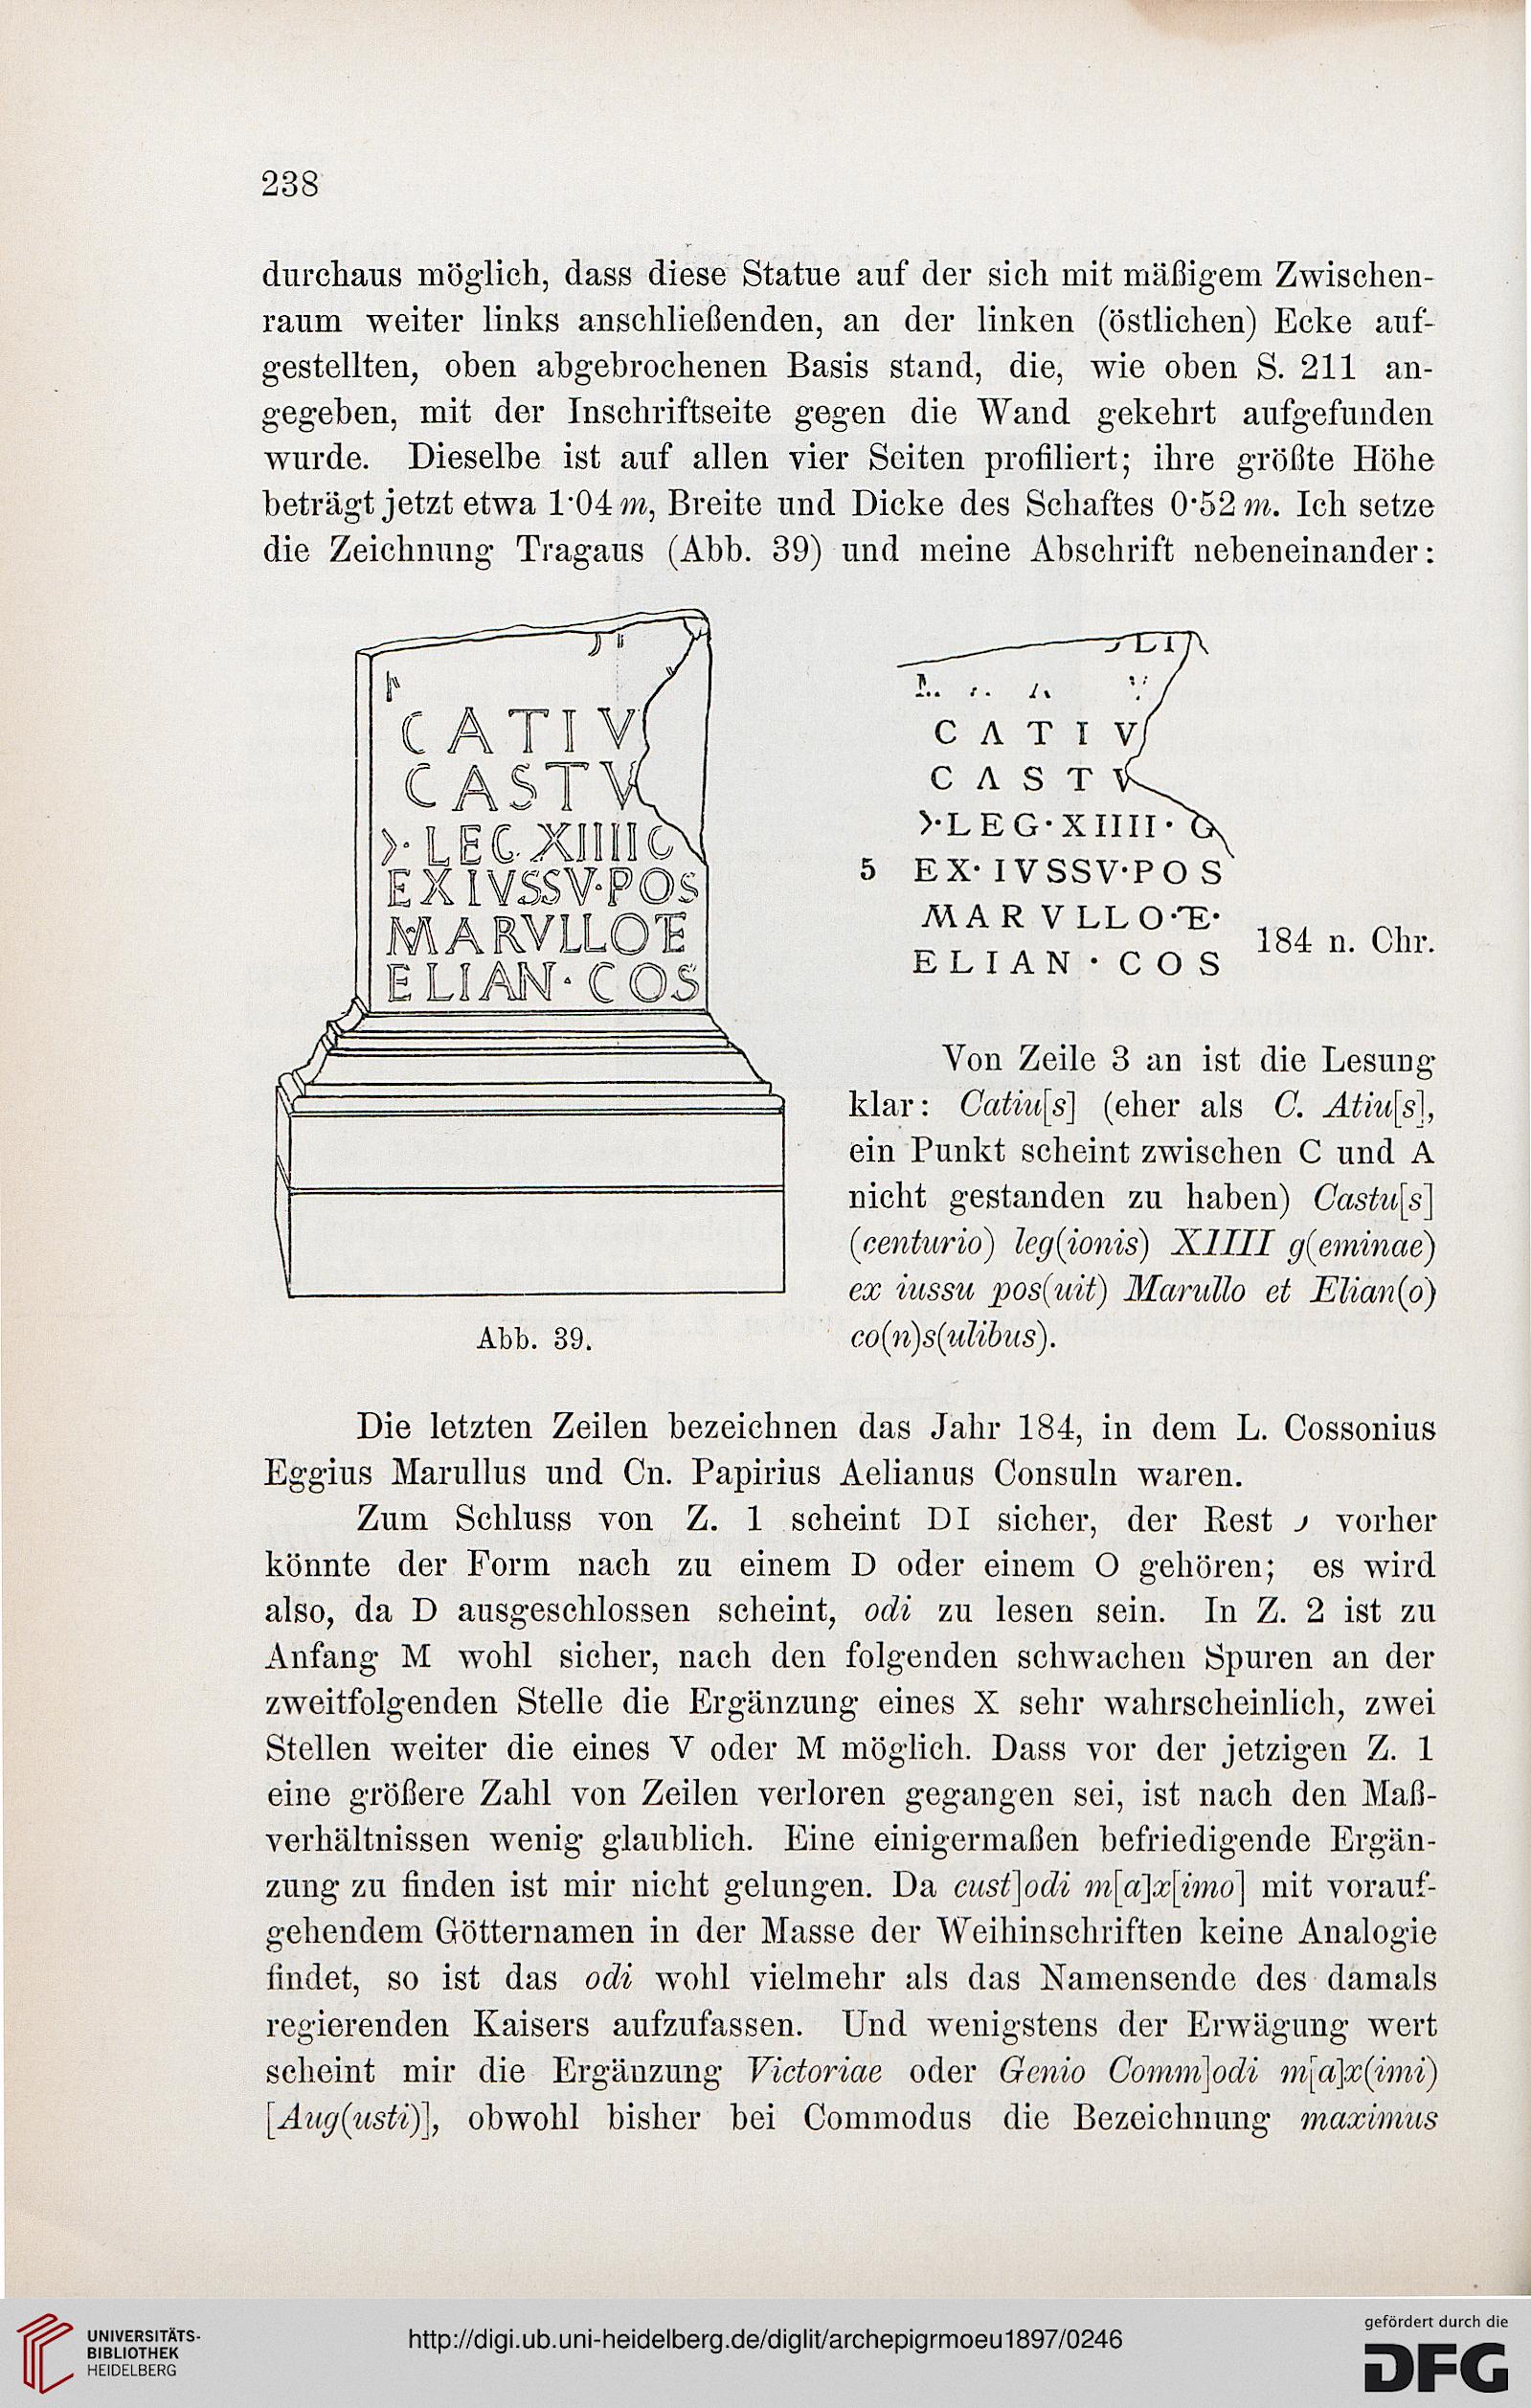 238
durchaus möglich, dass diese Statue auf der sich mit mäßigem Zwischen-
raum weiter links anschließenden, an der linken (östlichen) Ecke auf-
gestellten, oben abgebrochenen Basis stand, die, wie oben S. 211 an-
gegeben, mit der Inschriftseite gegen die Wand gekehrt aufgefunden
wurde. Dieselbe ist auf allen vier Seiten profiliert; ihre größte Höhe
beträgt jetzt etwa 1·04 m, Breite und Dicke des Schaftes 0·52 m. Ich setze
die Zeichnung Tragaus (Abb. 39) und meine Abschrift nebeneinander:
CATIV
CASTV
>·LEG·XIIIIG
EXIVSSV·POS
MARVLLOTE
ELIAN·COS
Abb. 39.
CATIV
CASTV
>·LEG·XIIII·G
5 EX·IVSSV·POS
MARVLLO·TE·
ELIAN·COS
184 n. Chr.
Von Zeile 3 an ist die Lesung
klar: Catiu[s] (eher als C. Atiu[s],
ein Punkt scheint zwischen C und A
nicht gestanden zu haben) Castu[s]
(centurio) leg(ionis) XIIII g(eminae)
ex iussu pos(uit) Marullo et Elian(o)
co(n)s(ulibus).
Die letzten Zeilen bezeichnen das Jahr 184, in dem L. Cossonius
Eggius Marullus und Cn. Papirius Aelianus Consuln waren.
Zum Schluss von Z. 1 scheint DI sicher, der Rest vorher
könnte der Form nach zu einem D oder einem O gehören; es wird
also, da D ausgeschlossen scheint, odi zu lesen sein. In Z. 2 ist zu
Anfang M wohl sicher, nach den folgenden schwachen Spuren an der
zweitfolgenden Stelle die Ergänzung eines X sehr wahrscheinlich, zwei
Stellen weiter die eines V oder M möglich. Dass vor der jetzigen Z. 1
eine größere Zahl von Zeilen verloren gegangen sei, ist nach den Maß-
verhältnissen wenig glaublich. Eine einigermaßen befriedigende Ergän-
zung zu finden ist mir nicht gelungen. Da cust]odi m[a]x[imo] mit vorauf-
gehendem Götternamen in der Masse der Weihinschriften keine Analogie
findet, so ist das odi wohl vielmehr als das Namensende des damals
regierenden Kaisers aufzufassen. Und wenigstens der Erwägung wert
scheint mir die Ergänzung Victoriae oder Genio Comm]odi m[a]x(imi)
[Aug(usti)], obwohl bisher bei Commodus die Bezeichnung maximus
UNIVERSITÄTS-
BIBLIOTHEK
HEIDELBERG
http://digi.ub.uni-heidelberg.de/diglit/archepigrmoeu1897/0246
gefördert durch die
DFG